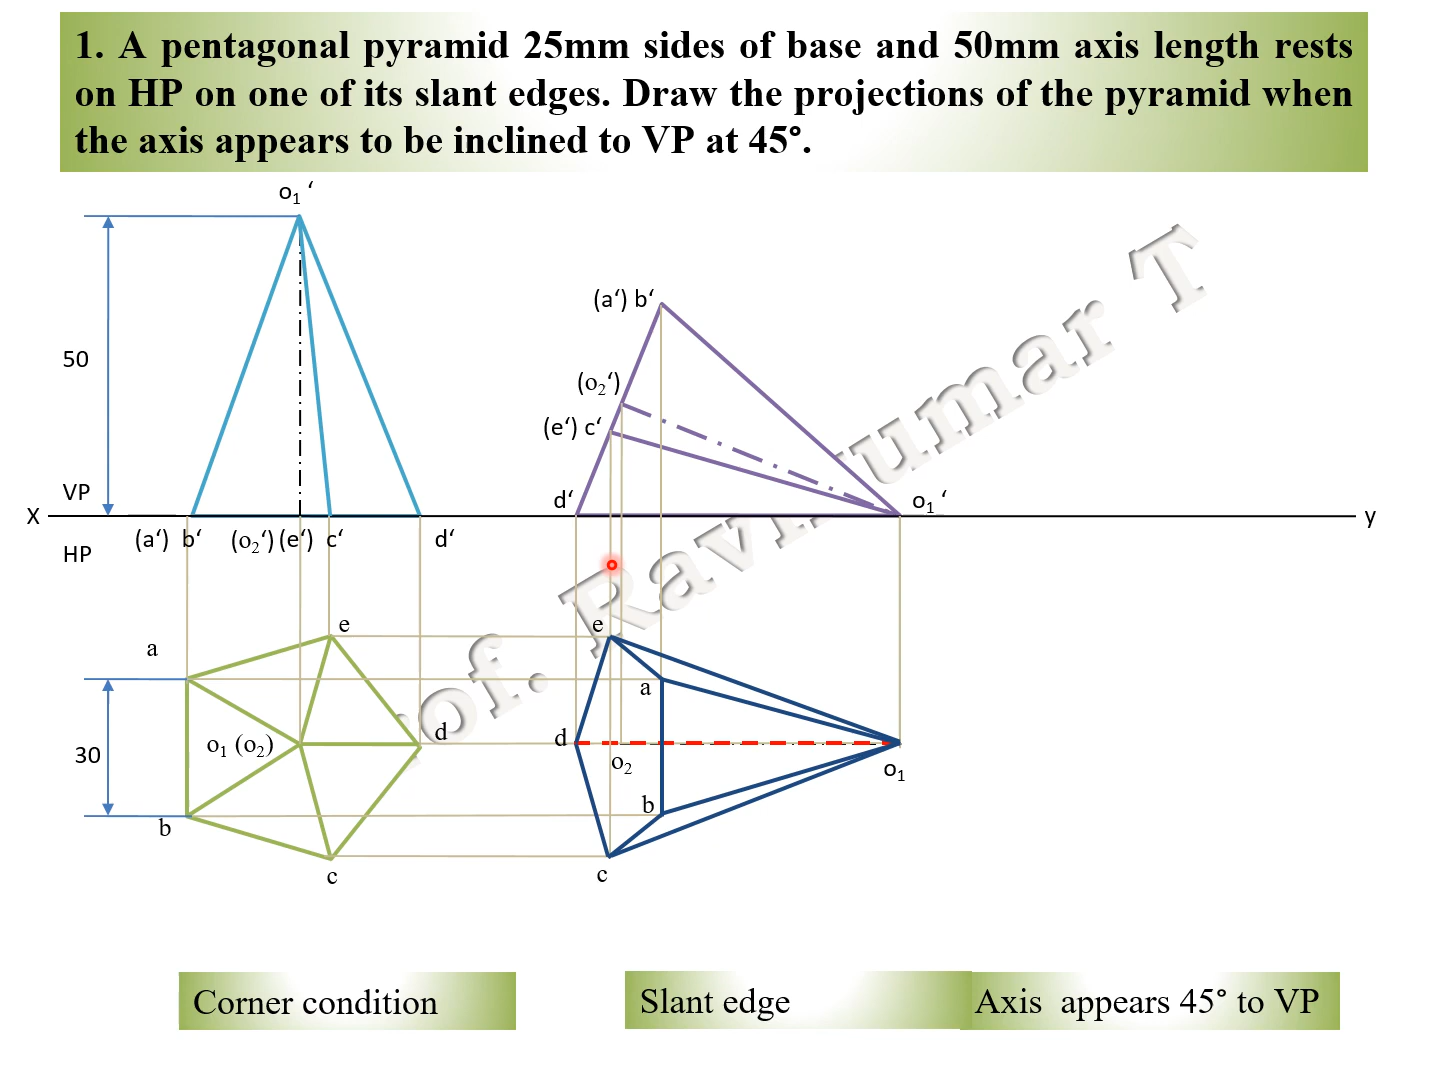 1. A pentagonal pyramid 25mm sides of base and 50mm axis length rests
on HP on one of its slant edges. Draw the projections of the pyramid when
the axis appears to be inclined to VP at 45°.
o₁ ‘
(a‘) b‘
50
(o₂‘)
(e‘) c‘
VP
d‘
o₁ ‘
X
y
HP
(a‘) b‘ (o₂‘) (e‘) c‘ d‘
e
e
a
a
o₁ (o₂)
d
d
30
o₂
o₁
b
b
c
c
Corner condition
Slant edge
Axis appears 45° to VP